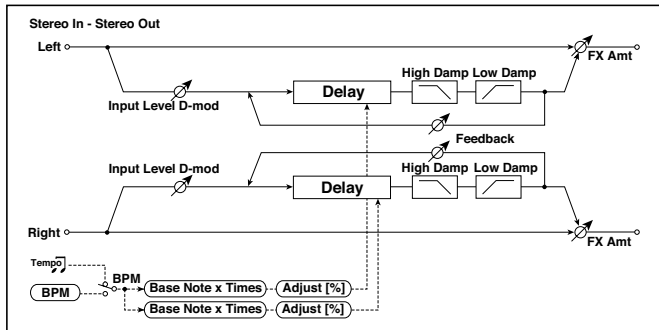 Stereo In - Stereo Out
Left
FX Amt
High Damp Low Damp
Delay
Input Level D-mod
Feedback
Input Level D-mod
High Damp Low Damp
Delay
Right
FX Amt
Tempo
BPM
BPM
Base Note x Times Adjust [%]
Base Note x Times Adjust [%]